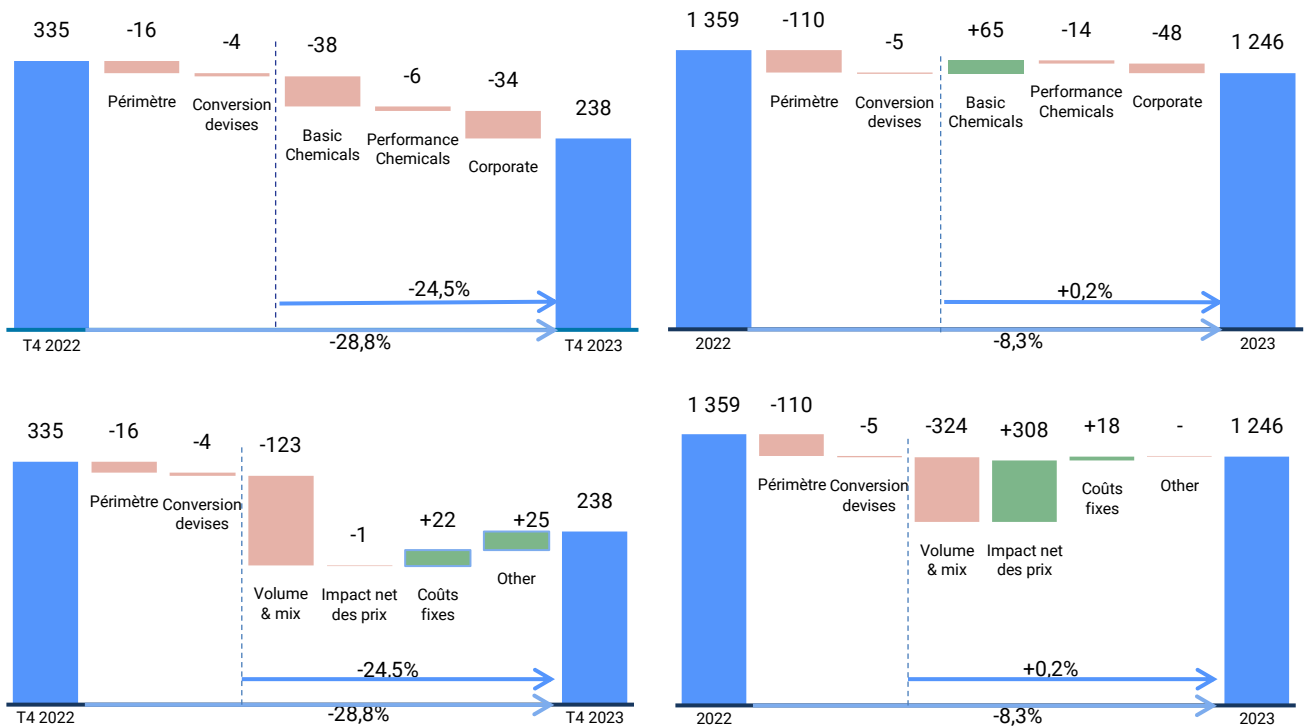 335
-16
-4
-38
-6
-34
238
Périmètre
Conversion
devises
Basic
Chemicals
Performance
Chemicals
Corporate
-24,5%
-28,8%
T4 2022
T4 2023
1 359
-110
-5
+65
-14
-48
1 246
Périmètre
Conversion
devises
Basic
Chemicals
Performance
Chemicals
Corporate
+0,2%
-8,3%
2022
2023
335
-16
-4
-123
-1
+22
+25
238
Périmètre
Conversion
devises
Volume
& mix
Impact net
des prix
Coûts
fixes
Other
-24,5%
-28,8%
T4 2022
T4 2023
1 359
-110
-5
-324
+308
+18
-
1 246
Périmètre
Conversion
devises
Volume
& mix
Impact net
des prix
Coûts
fixes
Other
+0,2%
-8,3%
2022
2023